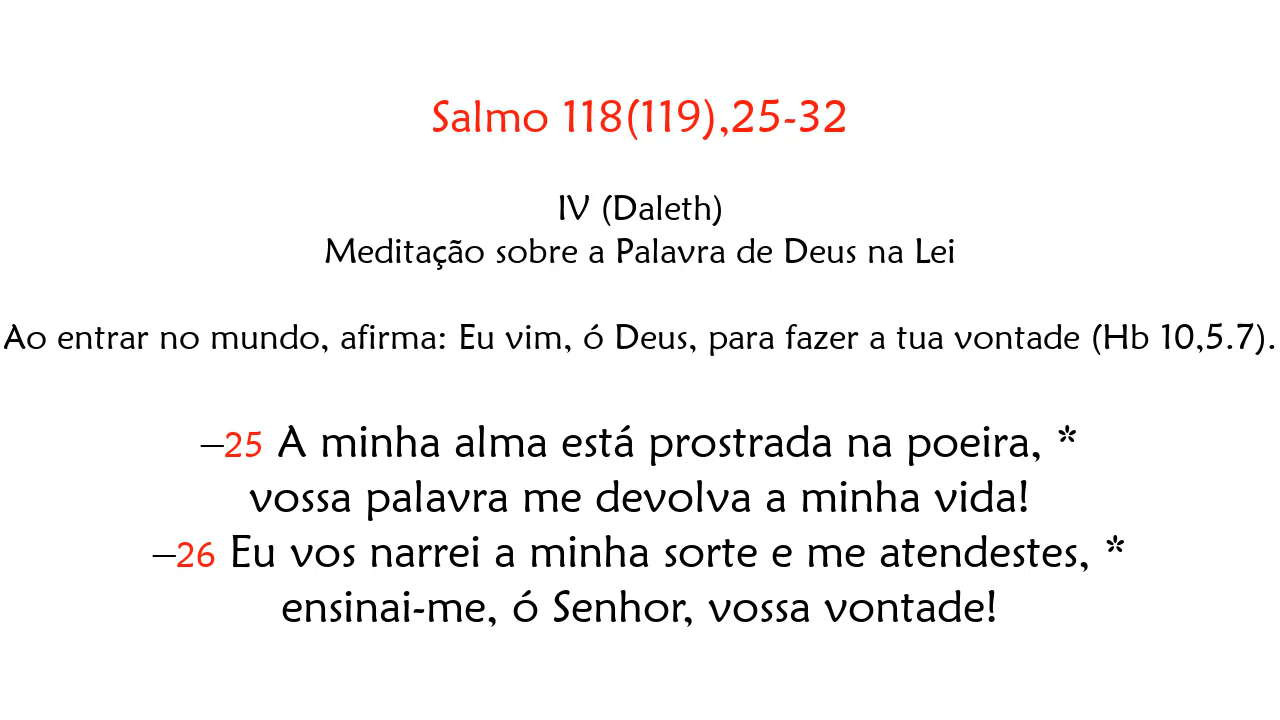 Salmo 118(119),25-32
IV (Daleth)
Meditação sobre a Palavra de Deus na Lei
Ao entrar no mundo, afirma: Eu vim, ó Deus, para fazer a tua vontade (Hb 10,5.7).
–25 A minha alma está prostrada na poeira, *
vossa palavra me devolva a minha vida!
–26 Eu vos narrei a minha sorte e me atendestes, *
ensinai-me, ó Senhor, vossa vontade!